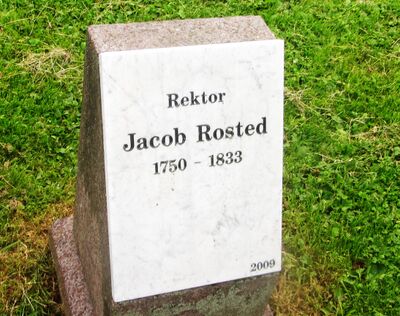 Rektor
Jacob Rosted
1750 - 1833
2009